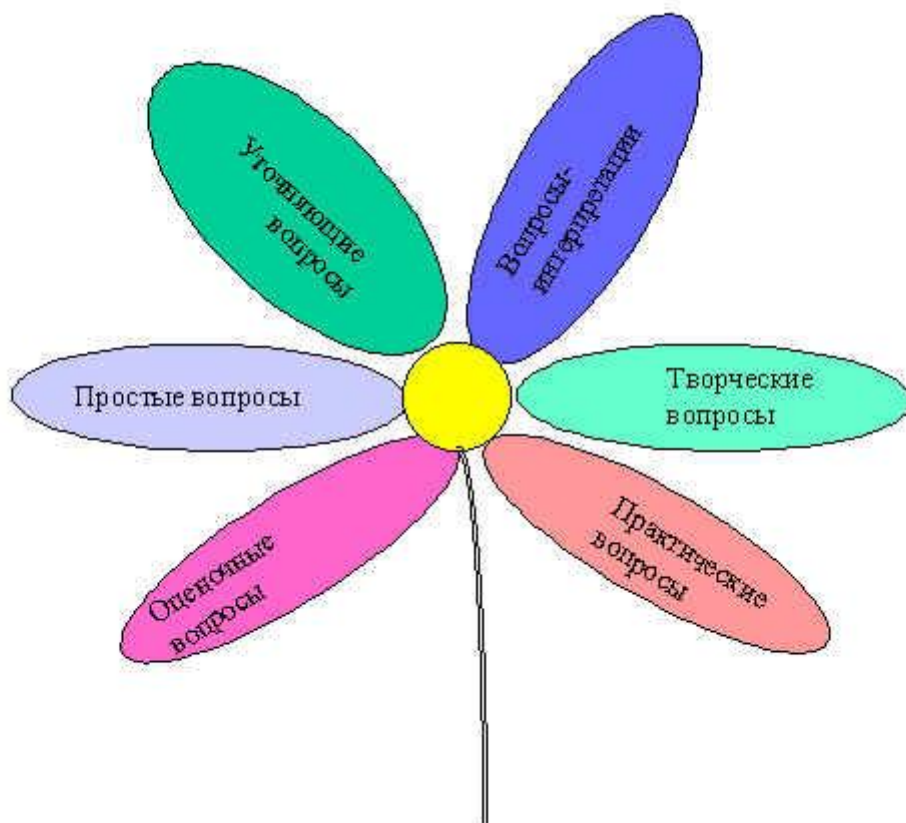 Уточняющие
вопросы
Вопросы-
интерпретации
Простые вопросы
Творческие
вопросы
Оценочные
вопросы
Практические
вопросы